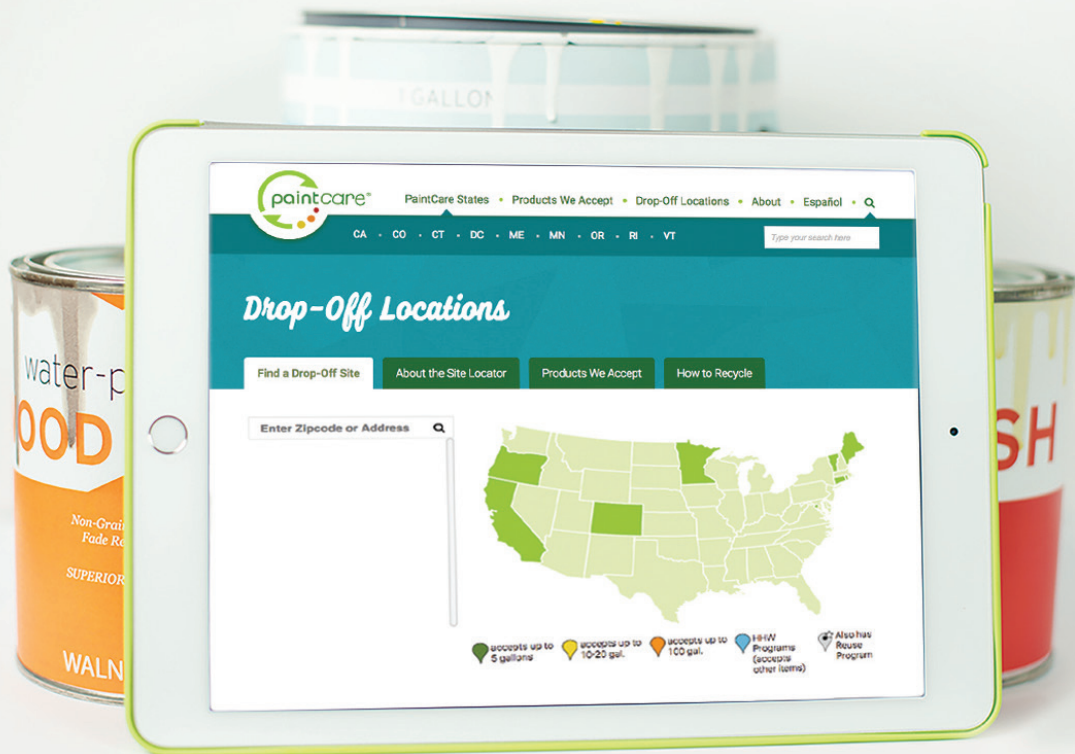 GALLON
paintcare®
PaintCare States • Products We Accept • Drop-Off Locations • About • Español •
CA - CO - CT - DC - ME - MN - OR - RI - VT
Type your search here
Drop-Off Locations
Find a Drop-Off Site
About the Site Locator
Products We Accept
How to Recycle
Enter Zipcode or Address
accepts up to
5 gallons
accepts up to
10-20 gal.
accepts up to
100 gal.
HHW
Programs
(accepts
other items)
Also has
Reuse
Program
water-p
OOD
Non-Grai
Fade Re
SUPERIOR
WALN
SH